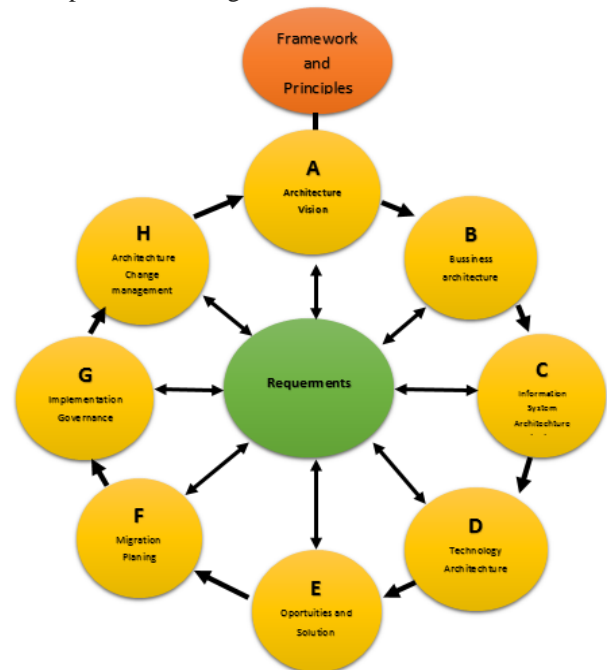 Framework
and
Principles
A
Architecture
Vision
B
Bussiness
architecture
C
Information
System
Architechture
D
Technology
Architechture
E
Oportuities and
Solution
F
Migration
Planing
G
Implementation
Governance
H
Architechture
Change
management
Requerments